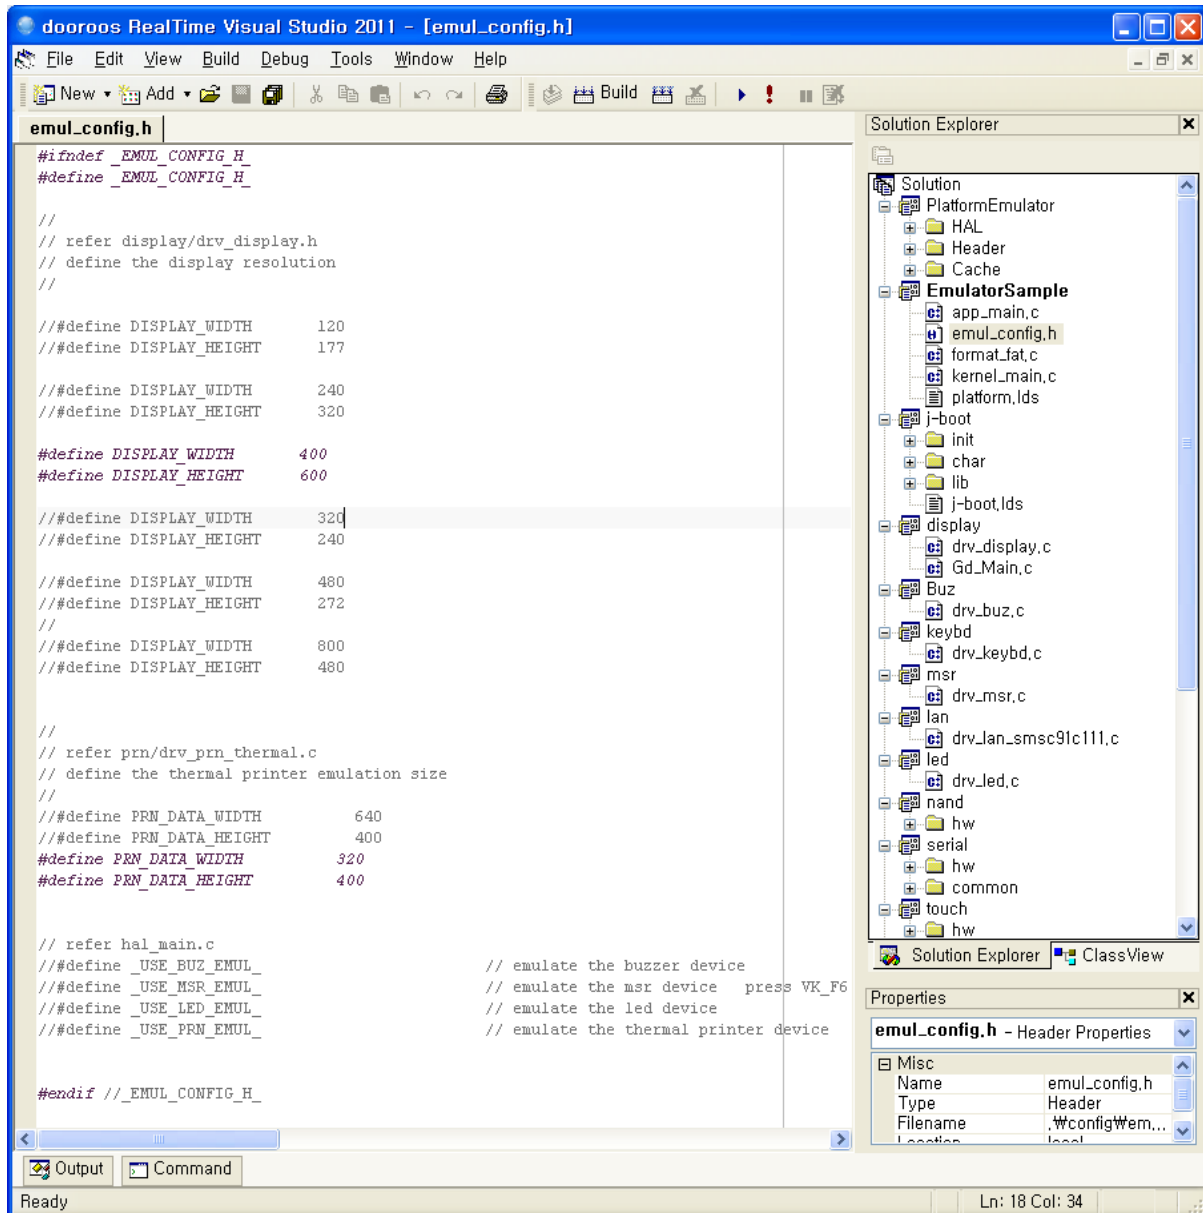 dooroos RealTime Visual Studio 2011 - [emul_config.h]
File Edit View Build Debug Tools Window Help
New Add Build
emul_config.h
#ifndef _EMUL_CONFIG_H_
#define _EMUL_CONFIG_H_
//
// refer display/drv_display.h
// define the display resolution
//
//#define DISPLAY_WIDTH 120
//#define DISPLAY_HEIGHT 177
//#define DISPLAY_WIDTH 240
//#define DISPLAY_HEIGHT 320
#define DISPLAY_WIDTH 400
#define DISPLAY_HEIGHT 600
//#define DISPLAY_WIDTH 320
//#define DISPLAY_HEIGHT 240
//#define DISPLAY_WIDTH 480
//#define DISPLAY_HEIGHT 272
//
//#define DISPLAY_WIDTH 800
//#define DISPLAY_HEIGHT 480
//
// refer prn/drv_prn_thermal.c
// define the thermal printer emulation size
//
//#define PRN_DATA_WIDTH 640
//#define PRN_DATA_HEIGHT 400
#define PRN_DATA_WIDTH 320
#define PRN_DATA_HEIGHT 400
// refer hal_main.c
//#define _USE_BUZ_EMUL_ // emulate the buzzer device
//#define _USE_MSR_EMUL_ // emulate the msr device press VK_F6
//#define _USE_LED_EMUL_ // emulate the led device
//#define _USE_PRN_EMUL_ // emulate the thermal printer device
#endif //_EMUL_CONFIG_H_
Solution Explorer
Solution
PlatformEmulator
HAL
Header
Cache
EmulatorSample
app_main.c
emul_config.h
format_fat.c
kernel_main.c
platform.lds
j-boot
init
char
lib
j-boot.lds
display
drv_display.c
Gd_Main.c
Buz
drv_buz.c
keybd
drv_keybd.c
msr
drv_msr.c
lan
drv_lan_smsc91c111.c
led
drv_led.c
nand
hw
serial
hw
common
touch
hw
Solution Explorer ClassView
Properties
emul_config.h - Header Properties
Misc
Name emul_config.h
Type Header
Filename .₩config₩em...
Location local
Output Command
Ready Ln: 18 Col: 34